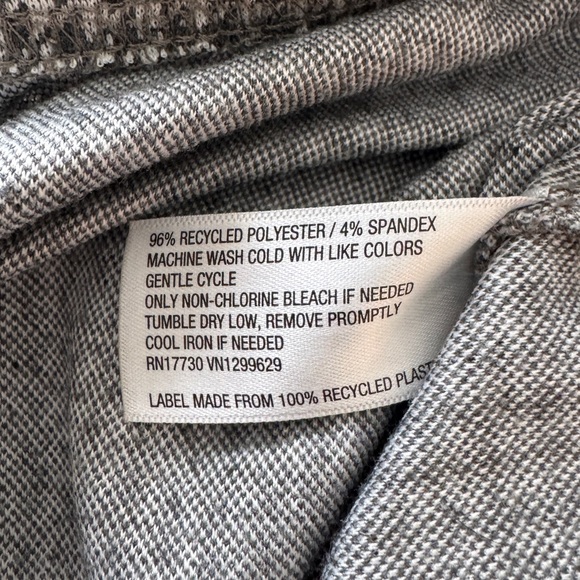 96% RECYCLED POLYESTER / 4% SPANDEX
MACHINE WASH COLD WITH LIKE COLORS
GENTLE CYCLE
ONLY NON-CHLORINE BLEACH IF NEEDED
TUMBLE DRY LOW, REMOVE PROMPTLY
COOL IRON IF NEEDED
RN17730 VN1299629
LABEL MADE FROM 100% RECYCLED PLAST